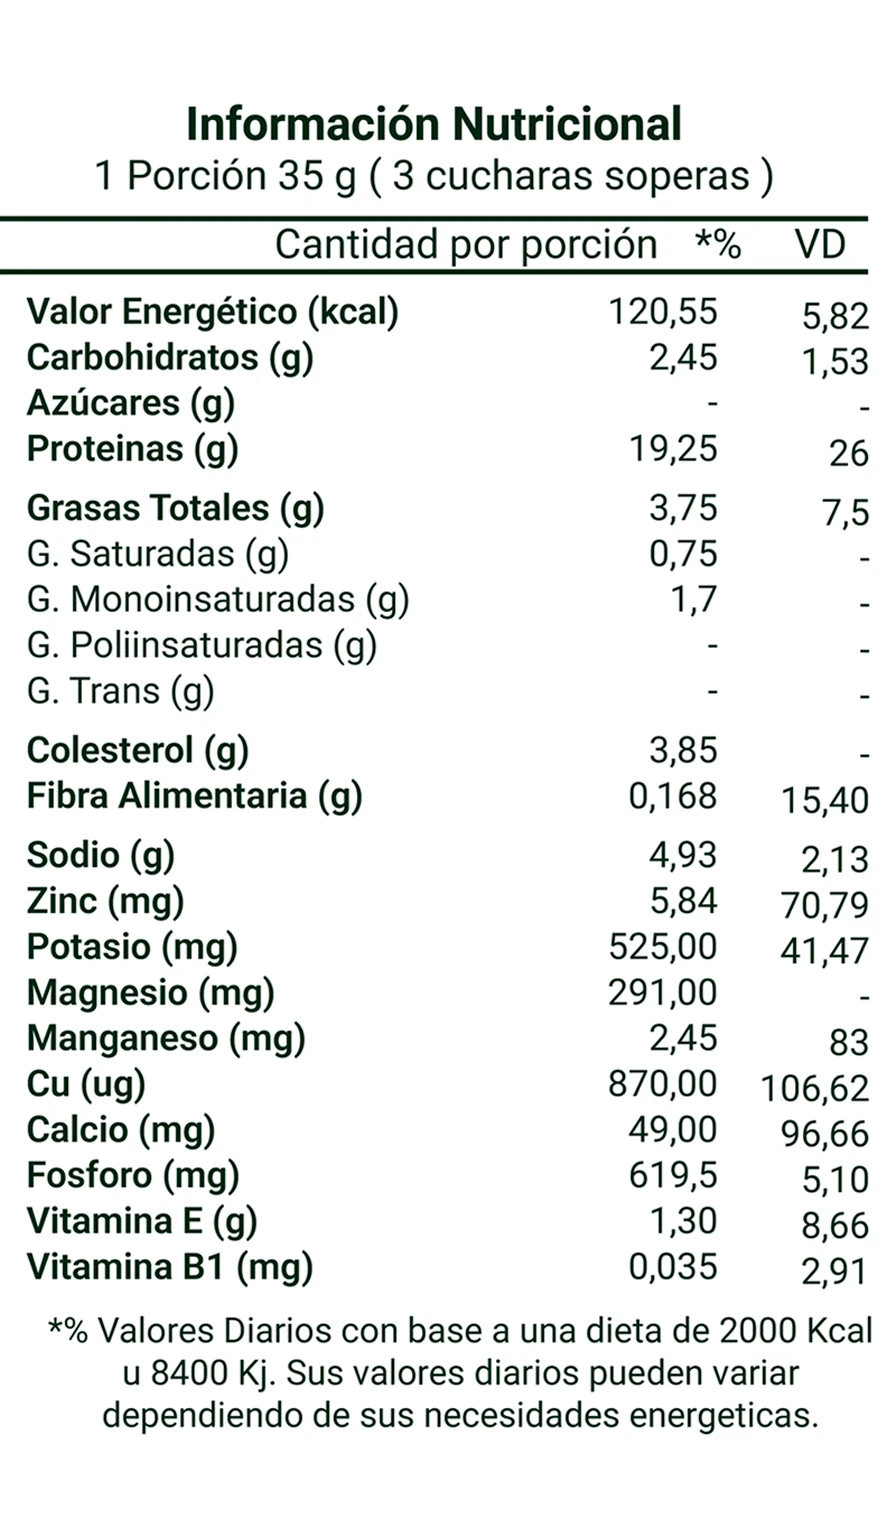 Información Nutricional
1 Porción 35 g ( 3 cucharas soperas )
Cantidad por porción *% VD
Valor Energético (kcal) 120,55 5,82
Carbohidratos (g) 2,45 1,53
Azúcares (g) - -
Proteinas (g) 19,25 26
Grasas Totales (g) 3,75 7,5
G. Saturadas (g) 0,75 -
G. Monoinsaturadas (g) 1,7 -
G. Poliinsaturadas (g) - -
G. Trans (g) - -
Colesterol (g) 3,85 -
Fibra Alimentaria (g) 0,168 15,40
Sodio (g) 4,93 2,13
Zinc (mg) 5,84 70,79
Potasio (mg) 525,00 41,47
Magnesio (mg) 291,00 -
Manganeso (mg) 2,45 83
Cu (ug) 870,00 106,62
Calcio (mg) 49,00 96,66
Fosforo (mg) 619,5 5,10
Vitamina E (g) 1,30 8,66
Vitamina B1 (mg) 0,035 2,91
*% Valores Diarios con base a una dieta de 2000 Kcal
u 8400 Kj. Sus valores diarios pueden variar
dependiendo de sus necesidades energeticas.